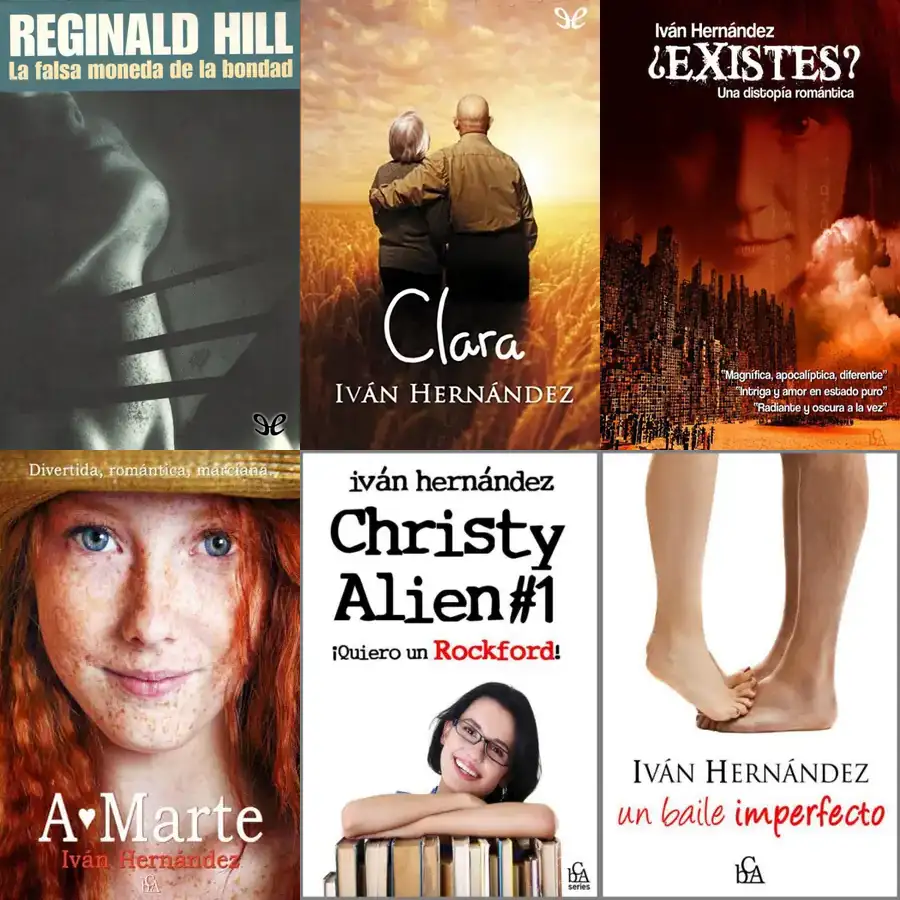 REGINALD HILL
La falsa moneda de la bondad
Clara
IVÁN HERNÁNDEZ
Iván Hernández
¿EXISTES?
Una distopía romántica
"Magnífica, apocalíptica, diferente"
"Intriga y amor en estado puro"
"Radiante y oscura a la vez"
Divertida, romántica, marciana...
A♥Marte
Iván Hernández
iván hernández
Christy
Alien #1
¡Quiero un Rockford!
series
IVÁN HERNÁNDEZ
un baile imperfecto